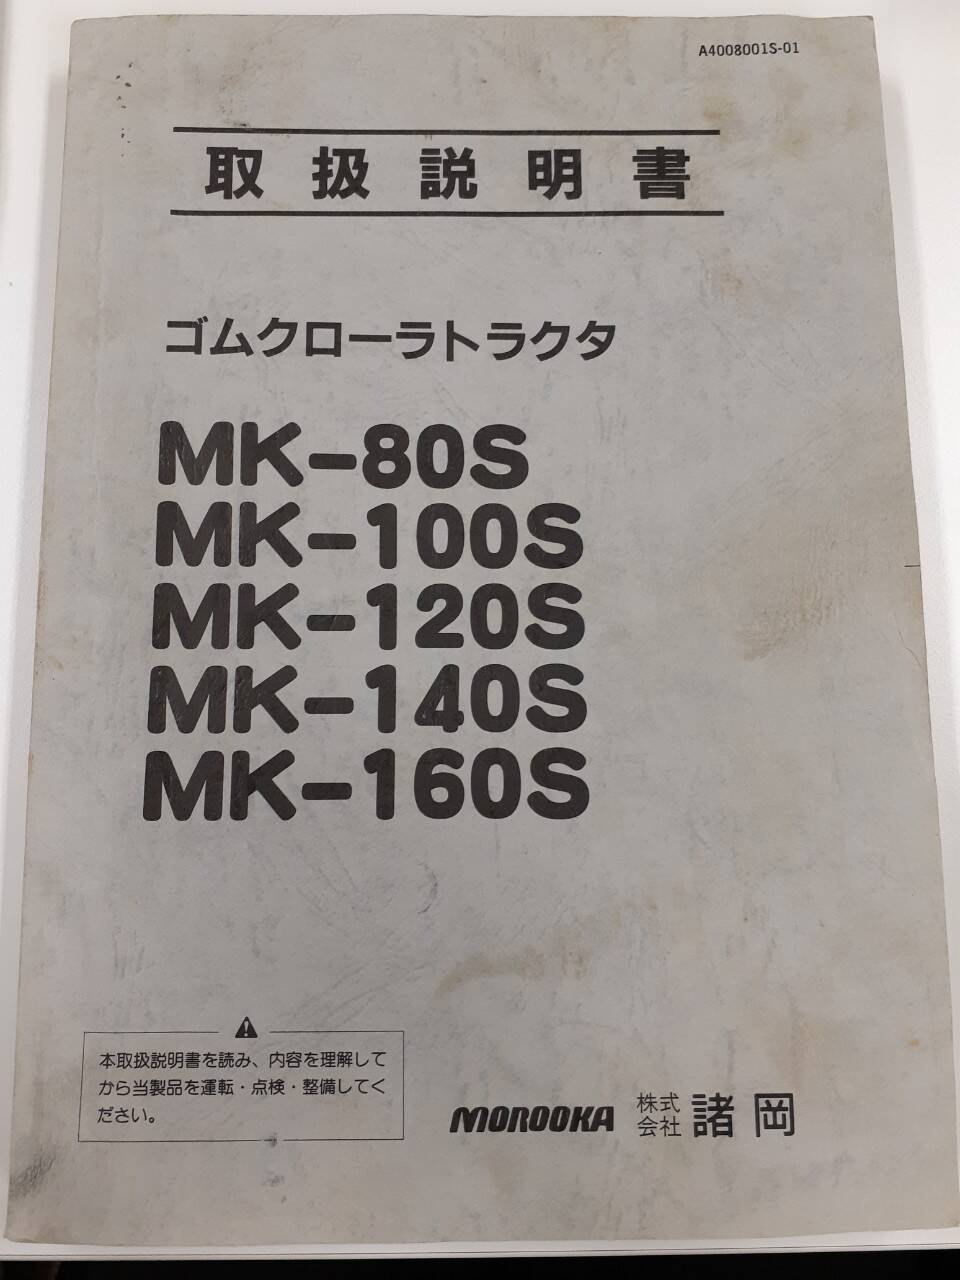 A4008001S-01
取扱説明書
ゴムクローラトラクタ
MK-80S
MK-100S
MK-120S
MK-140S
MK-160S
本取扱説明書を読み、内容を理解して
から当製品を運転・点検・整備してく
ださい。
MOROOKA 株式会社 諸岡